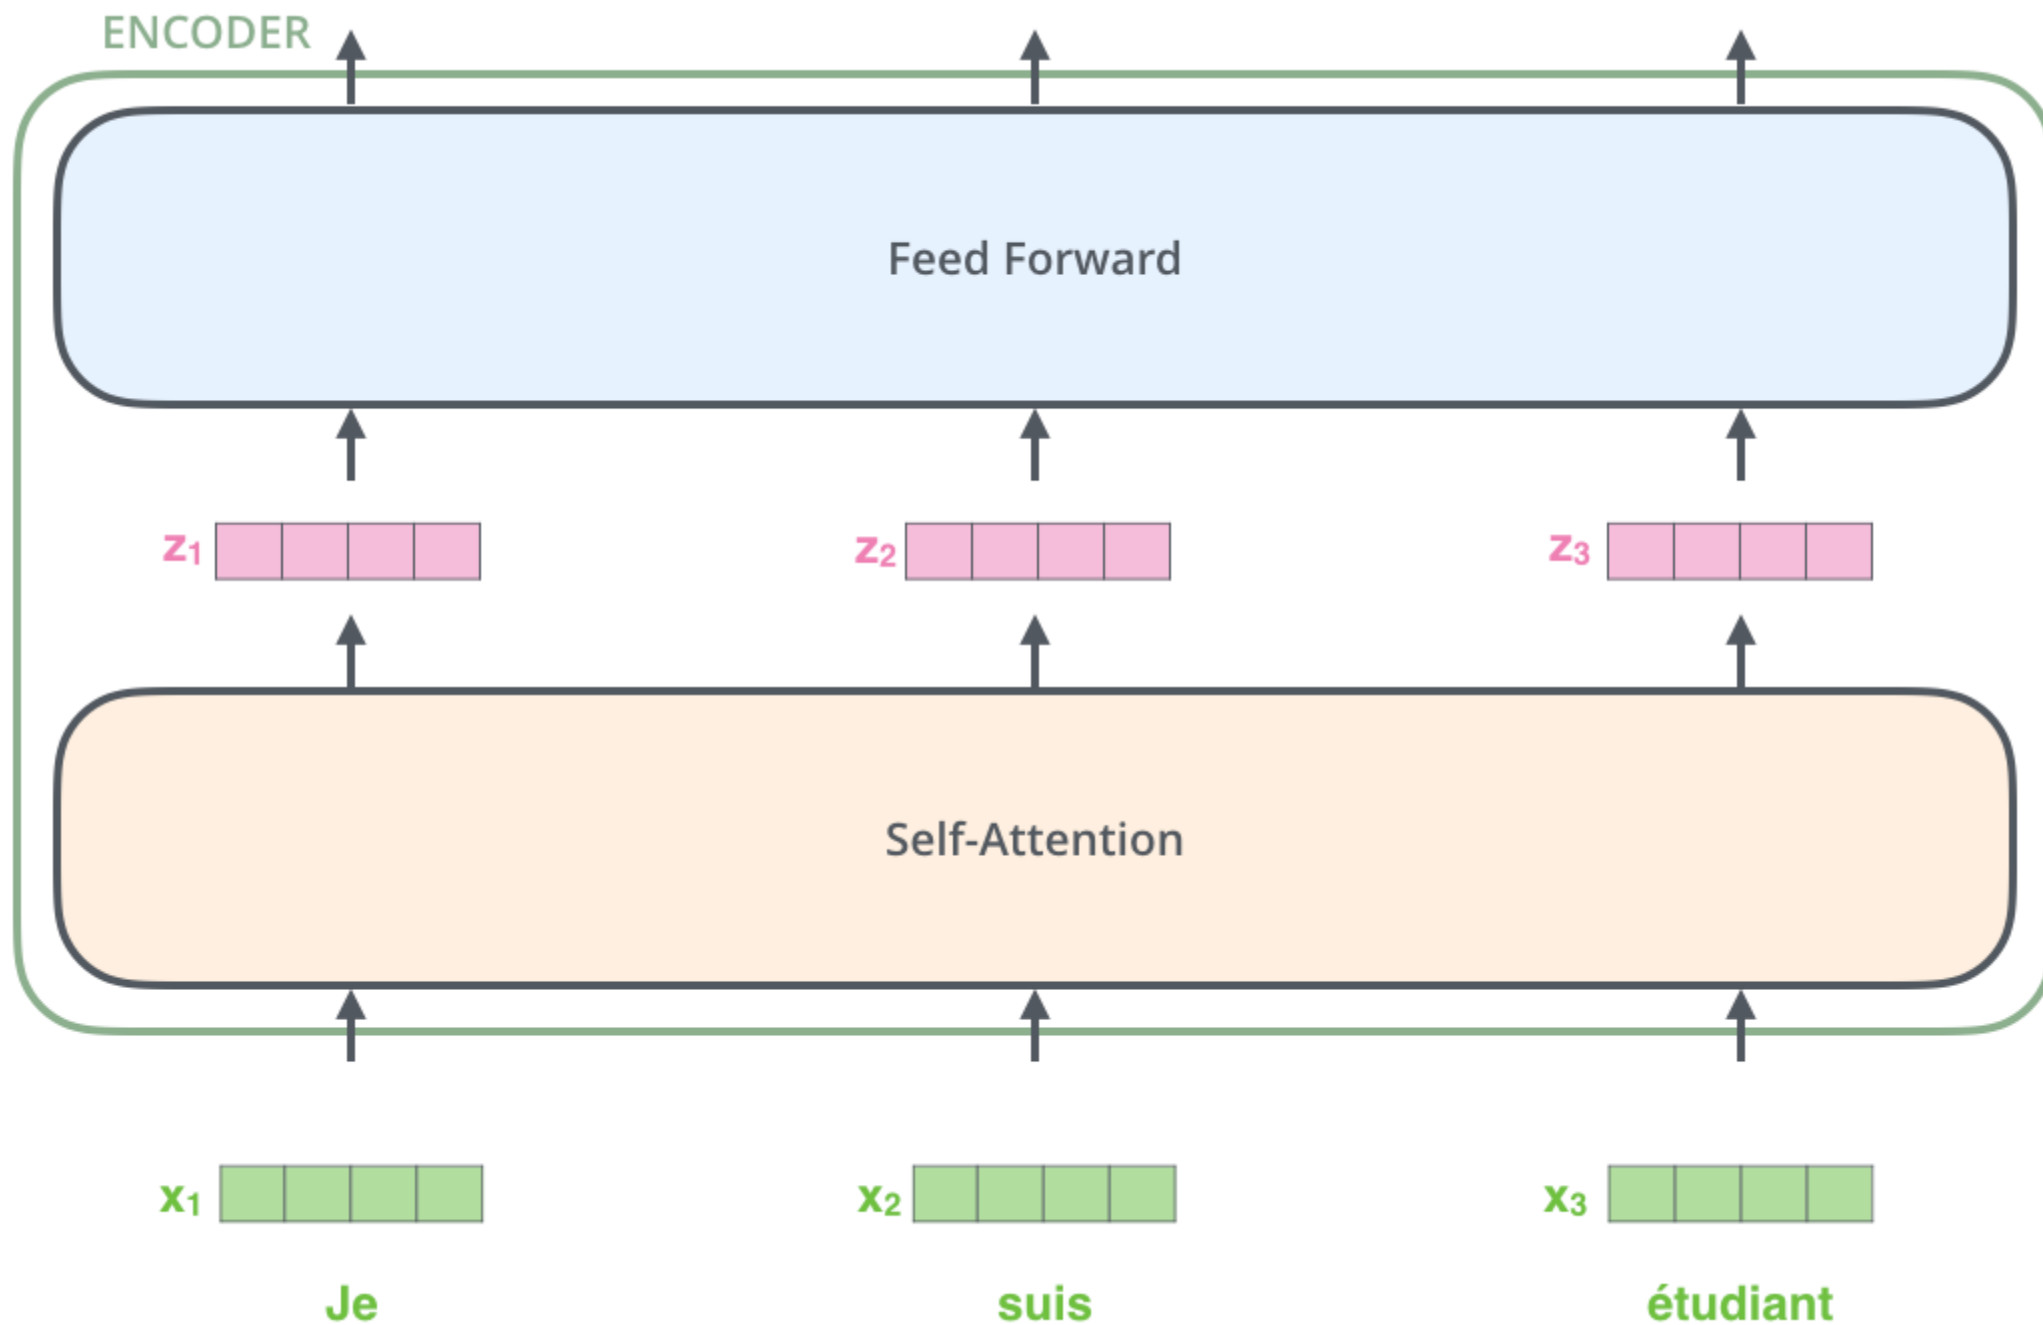 ENCODER
Feed Forward
z1 z2 z3
Self-Attention
x1 x2 x3
Je suis étudiant